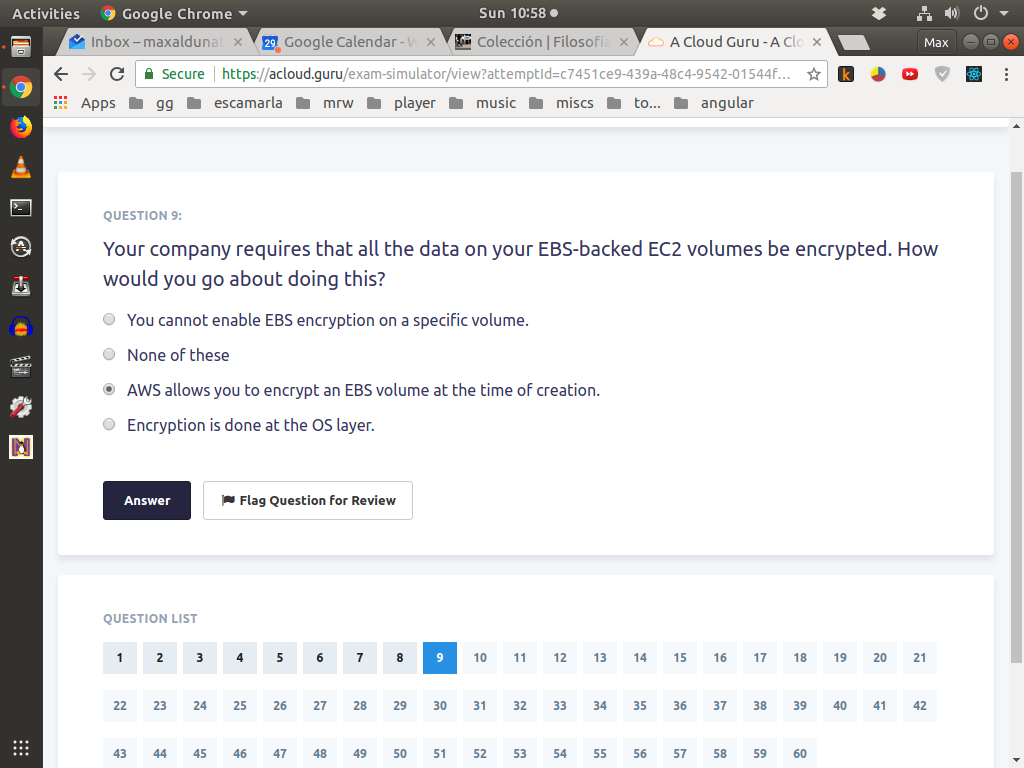 Activities Google Chrome Sun 10:58
Inbox – maxaldunat Google Calendar - W Colección | Filosofía A Cloud Guru - A Clo Max
Secure https://acloud.guru/exam-simulator/view?attemptId=c7451ce9-439a-48c4-9542-01544f...
Apps gg escamarla mrw player music miscs to... angular
QUESTION 9:
Your company requires that all the data on your EBS-backed EC2 volumes be encrypted. How
would you go about doing this?
You cannot enable EBS encryption on a specific volume.
None of these
AWS allows you to encrypt an EBS volume at the time of creation.
Encryption is done at the OS layer.
Answer Flag Question for Review
QUESTION LIST
1 2 3 4 5 6 7 8 9 10 11 12 13 14 15 16 17 18 19 20 21
22 23 24 25 26 27 28 29 30 31 32 33 34 35 36 37 38 39 40 41 42
43 44 45 46 47 48 49 50 51 52 53 54 55 56 57 58 59 60